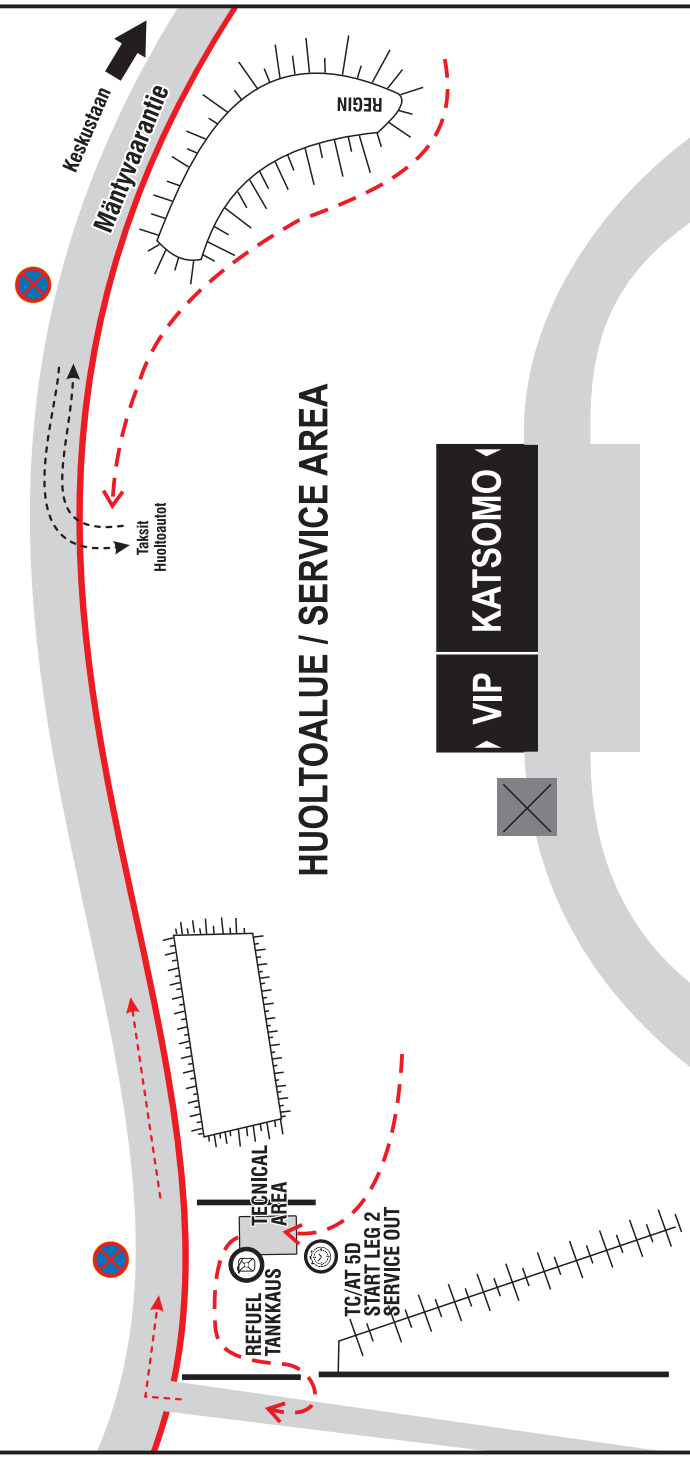 Keskustaan
Mäntyvaarantie
REGIN
Taksit
Huoltoautot
HUOLTOALUE / SERVICE AREA
VIP
KATSOMO
TECNICAL
AREA
REFUEL
TANKKAUS
TC/AT 5D
START LEG 2
SERVICE OUT